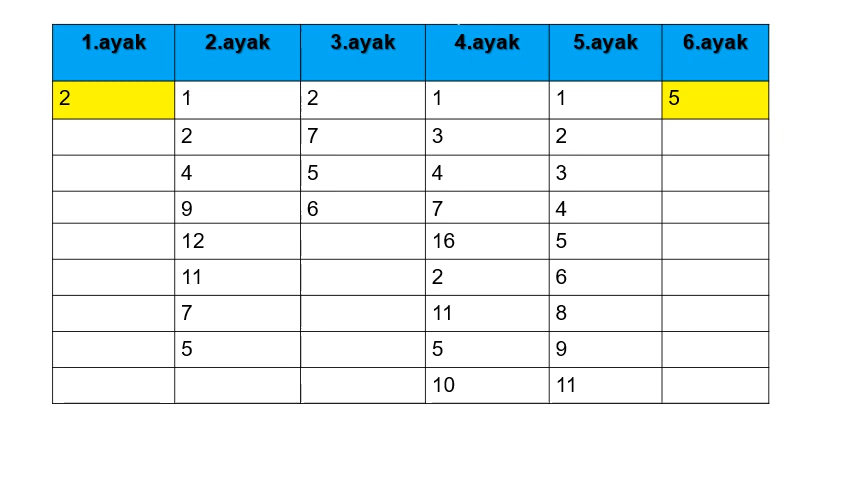 1.ayak 2.ayak 3.ayak 4.ayak 5.ayak 6.ayak
2 1 2 1 1 5
2 7 3 2
4 5 4 3
9 6 7 4
12 16 5
11 2 6
7 11 8
5 5 9
10 11